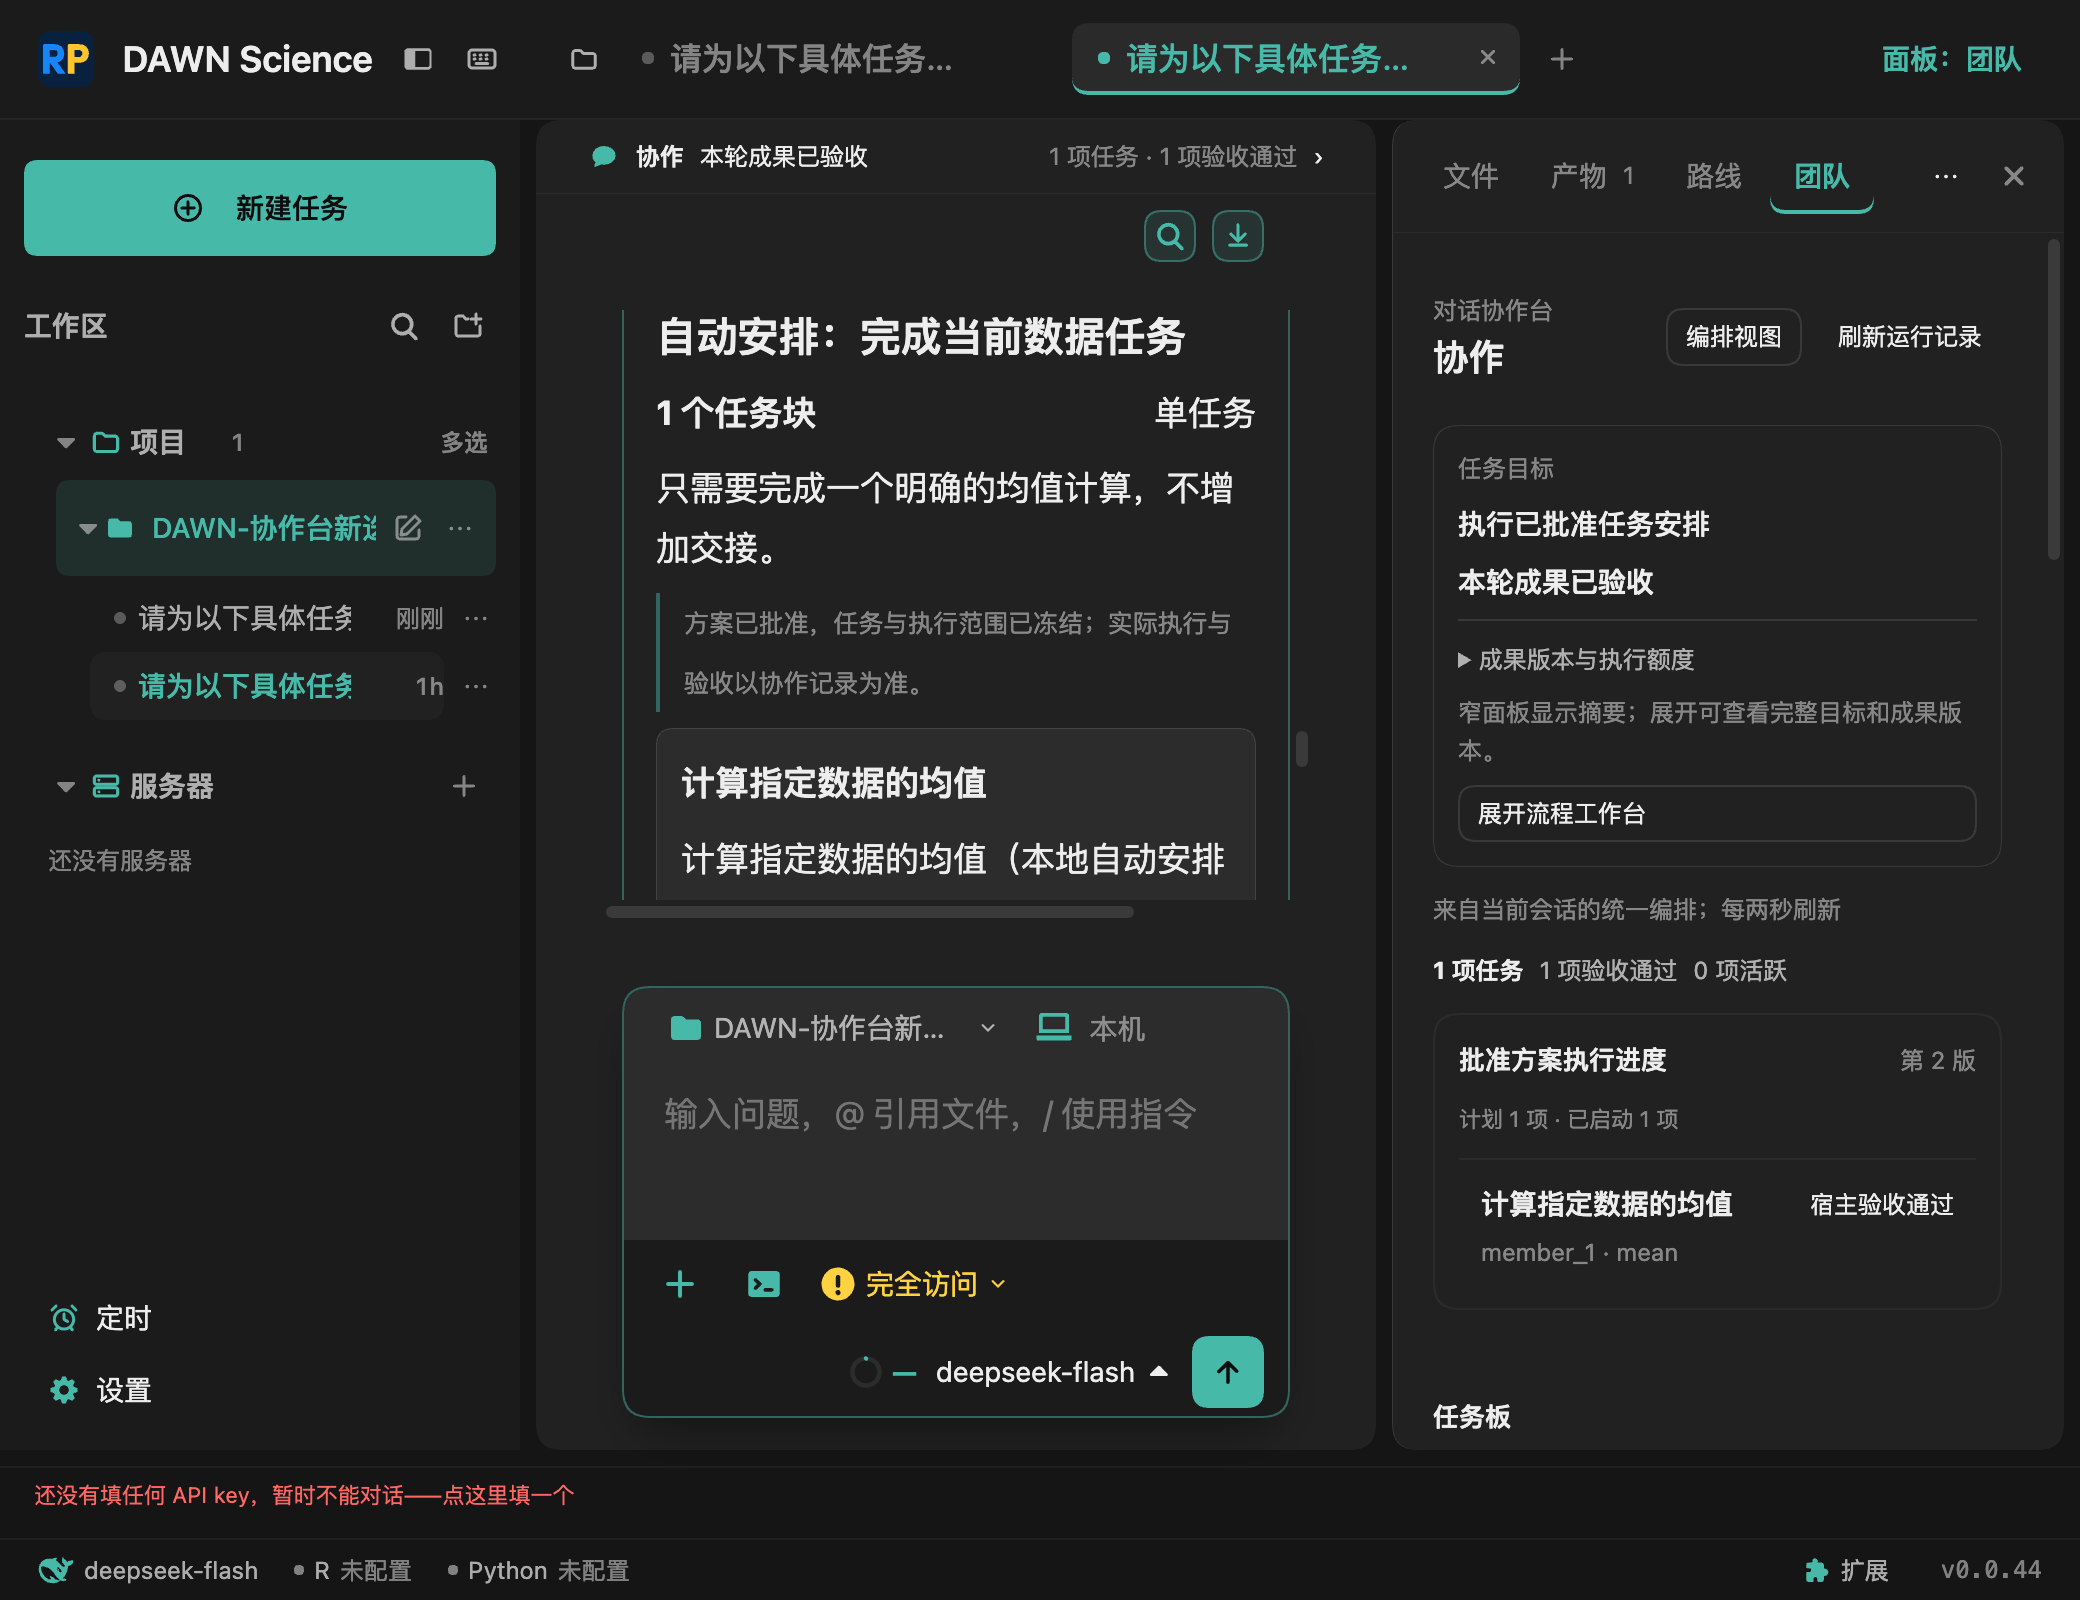 RP DAWN Science
请为以下具体任务...
请为以下具体任务...
面板：团队
新建任务
工作区
项目 1 多选
DAWN-协作台新
请为以下具体任务 刚刚
请为以下具体任务 1h
服务器
还没有服务器
定时
设置
协作 本轮成果已验收 1 项任务 · 1 项验收通过 ›
自动安排：完成当前数据任务
1 个任务块 单任务
只需要完成一个明确的均值计算，不增
加交接。
方案已批准，任务与执行范围已冻结；实际执行与
验收以协作记录为准。
计算指定数据的均值
计算指定数据的均值（本地自动安排
DAWN-协作台新... 本机
输入问题，@ 引用文件，/ 使用指令
完全访问
deepseek-flash
文件 产物 1 路线 团队
对话协作台
协作
编排视图 刷新运行记录
任务目标
执行已批准任务安排
本轮成果已验收
成果版本与执行额度
窄面板显示摘要；展开可查看完整目标和成果版
本。
展开流程工作台
来自当前会话的统一编排；每两秒刷新
1 项任务 1 项验收通过 0 项活跃
批准方案执行进度 第 2 版
计划 1 项 · 已启动 1 项
计算指定数据的均值 宿主验收通过
member_1 · mean
任务板
还没有填任何 API key，暂时不能对话——点这里填一个
deepseek-flash R 未配置 Python 未配置
扩展 v0.0.44